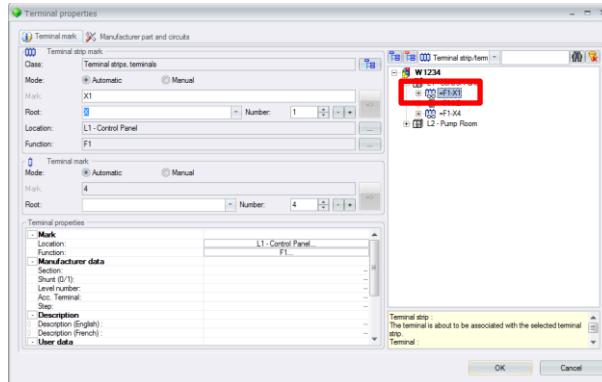 Terminal properties
Terminal mark
Manufacturer part and circuits
Terminal strip mark
Class:
Terminal strips, terminals
Mode:
Automatic
Manual
Mark:
X1
Root:
X
Number:
1
Location:
L1 - Control Panel
...
Function:
F1
...
Terminal mark
Mode:
Automatic
Manual
Mark:
4
Root:
Number:
4
Terminal properties
Mark
Location:
L1 - Control Panel...
Function:
F1...
Manufacturer data
Section:
Shunt (0/1):
Level number:
Acc. Terminal:
Step:
Description
Description (English) :
Description (French) :
User data
Terminal strip/term
W1234
=F1-X1
=F1-X4
L2 - Pump Room
Terminal strip :
The terminal is about to be associated with the selected terminal
strip.
Terminal :
OK
Cancel